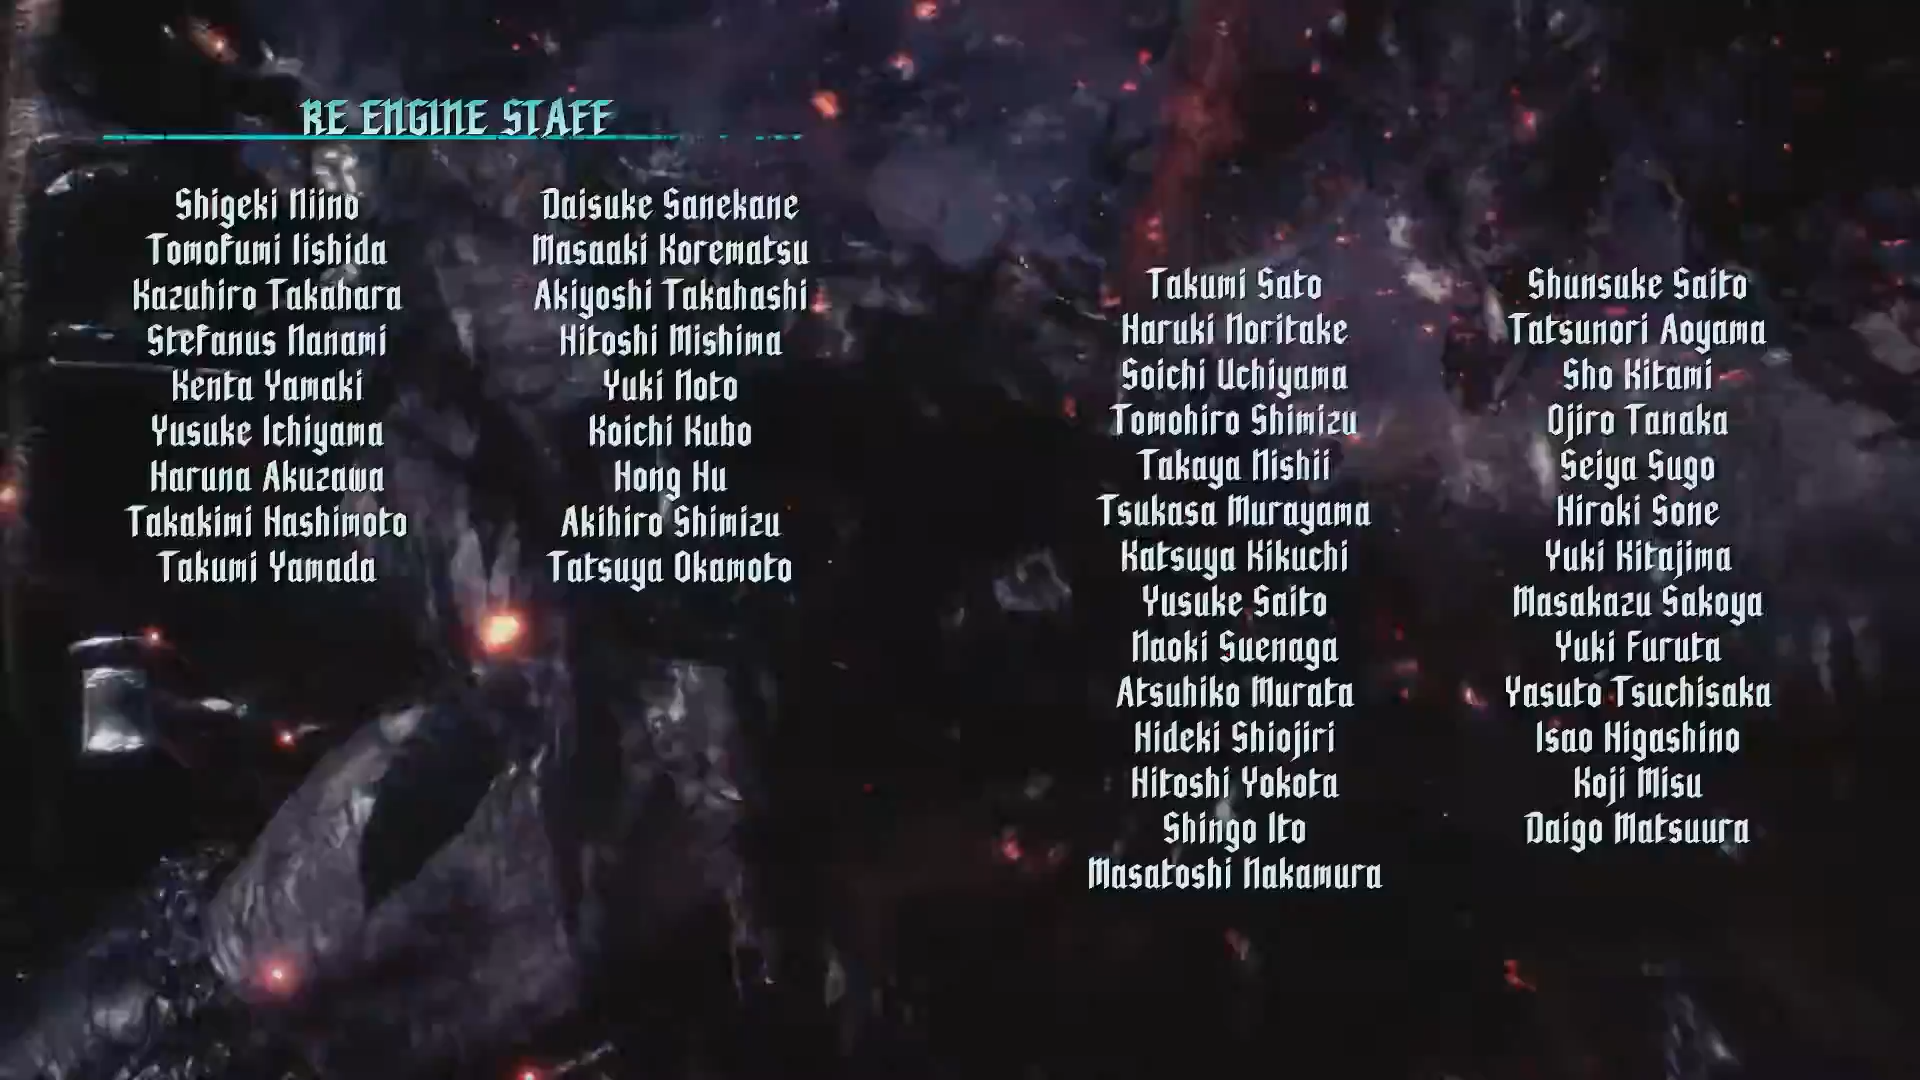 RE ENGINE STAFF
Shigeki Niino
Tomofumi Iishida
Kazuhiro Takahara
Stefanus Nanami
Kenta Yamaki
Yusuke Ichiyama
Haruna Akuzawa
Takakimi Hashimoto
Takumi Yamada
Daisuke Sanekane
Masaaki Korematsu
Akiyoshi Takahashi
Hitoshi Mishima
Yuki Noto
Koichi Kubo
Hong Hu
Akihiro Shimizu
Tatsuya Okamoto
Takumi Sato
Haruki Noritake
Soichi Uchiyama
Tomohiro Shimizu
Takaya Nishii
Tsukasa Murayama
Katsuya Kikuchi
Yusuke Saito
Naoki Suenaga
Atsuhiko Murata
Hideki Shiojiri
Hitoshi Yokota
Shingo Ito
Masatoshi Nakamura
Shunsuke Saito
Tatsunori Aoyama
Sho Kitami
Ojiro Tanaka
Seiya Sugo
Hiroki Sone
Yuki Kitajima
Masakazu Sakoya
Yuki Furuta
Yasuto Tsuchisaka
Isao Higashino
Koji Misu
Daigo Matsuura